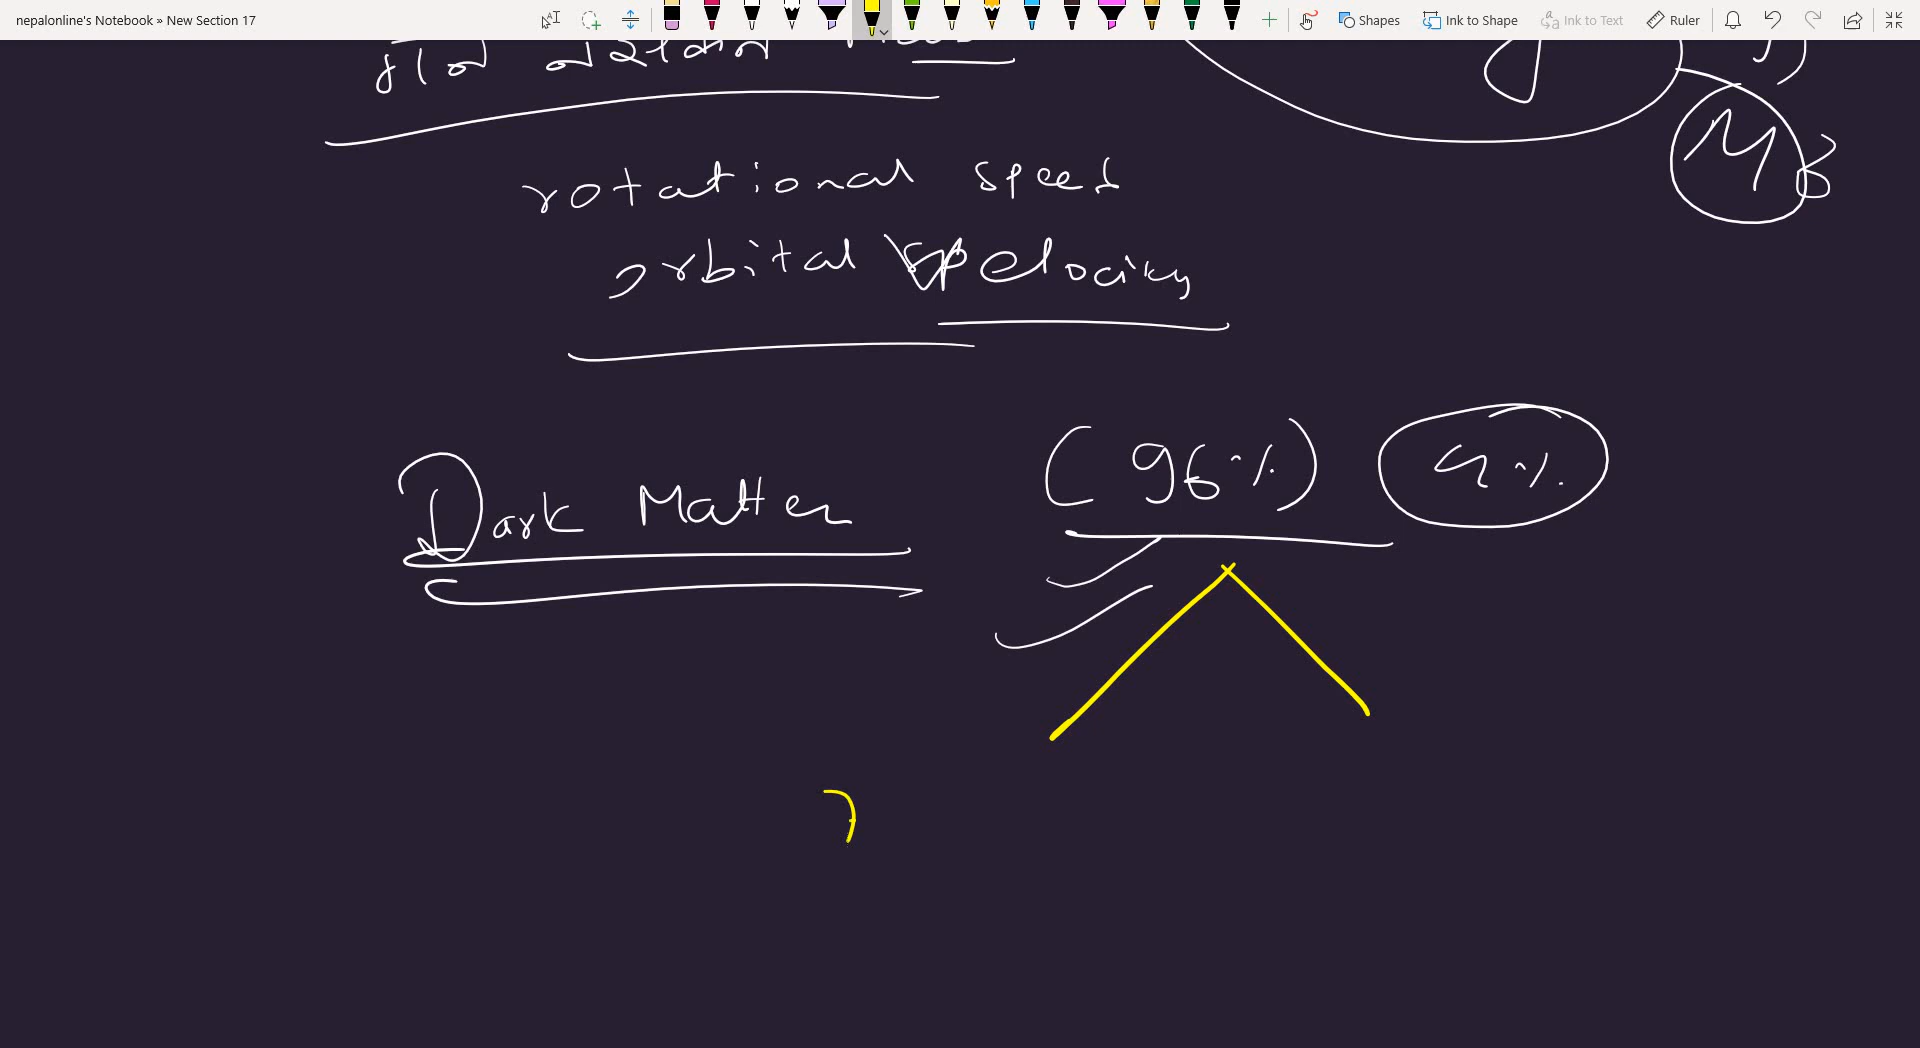 nepalonline's Notebook » New Section 17
Shapes Ink to Shape Ink to Text Ruler
M B
rotational speed
orbital velocity
Dark Matter (96%) 4%